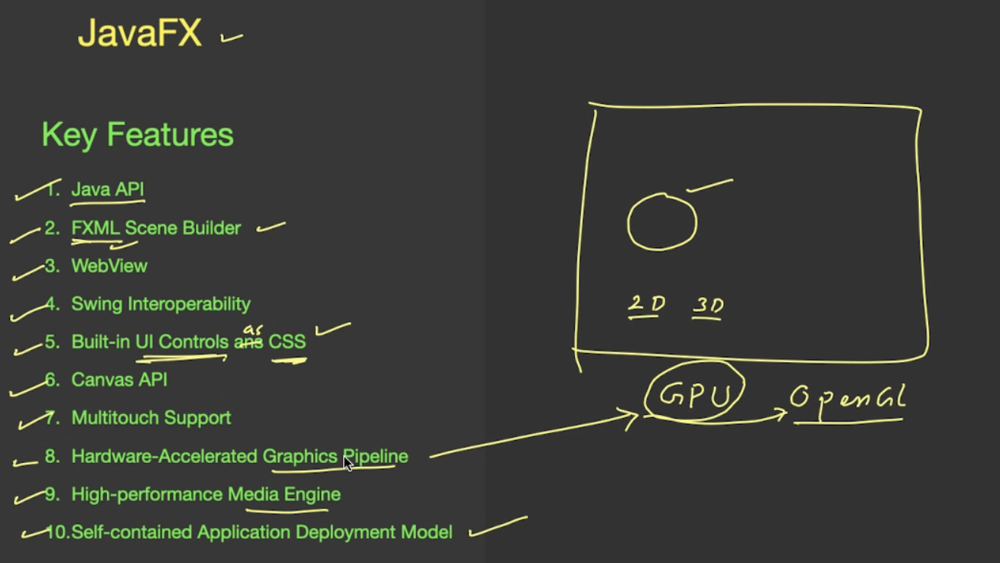 JavaFX
Key Features
1. Java API
2. FXML Scene Builder
3. WebView
4. Swing Interoperability
as
5. Built-in UI Controls ans CSS
6. Canvas API
7. Multitouch Support
8. Hardware-Accelerated Graphics Pipeline
9. High-performance Media Engine
10.Self-contained Application Deployment Model
2D 3D
GPU OpenGL